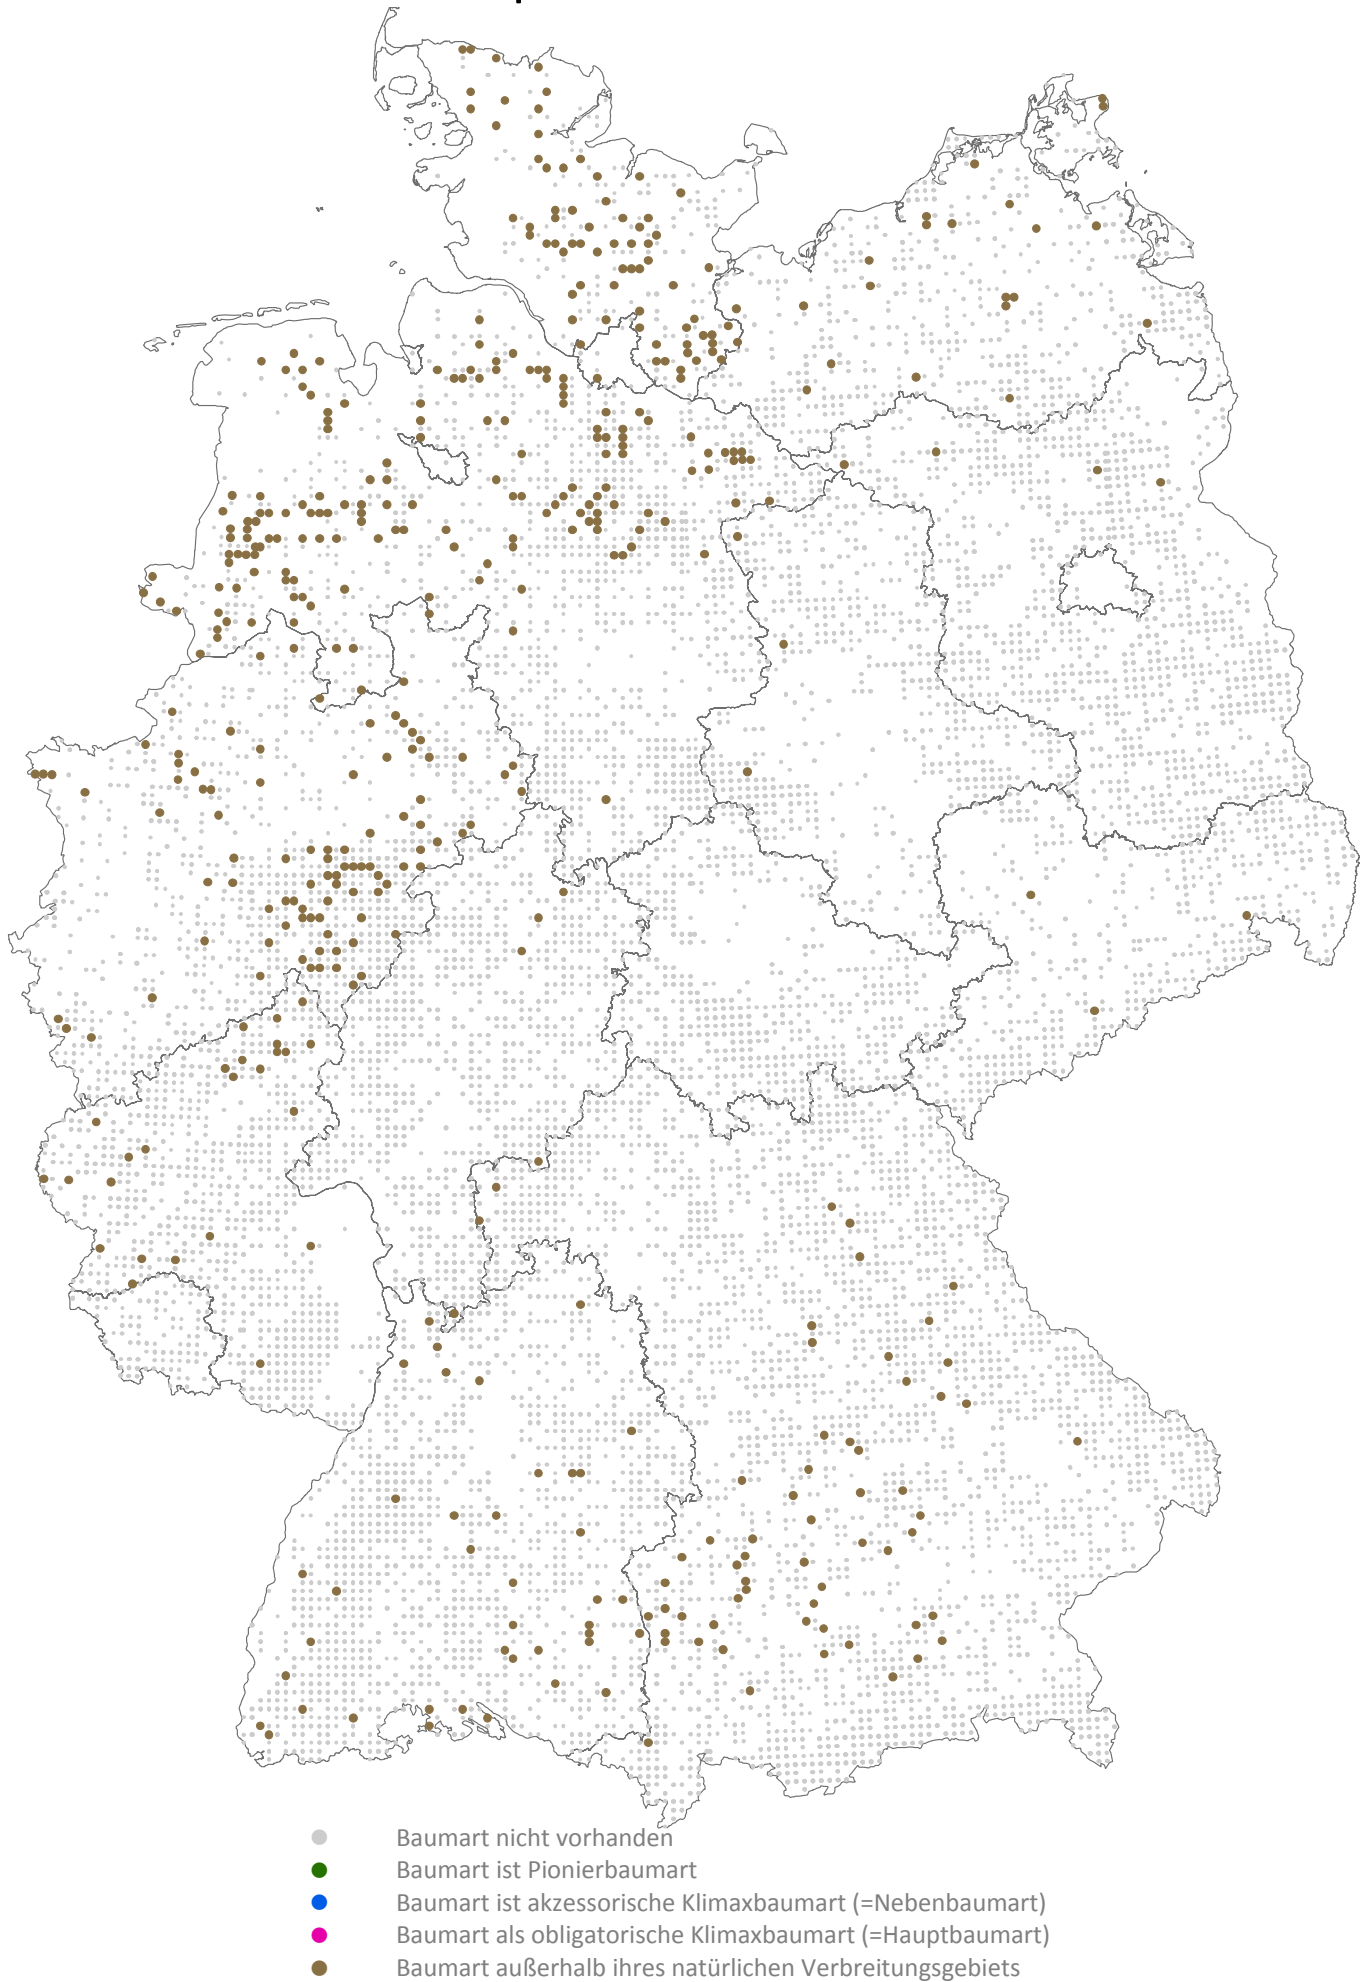 Baumart nicht vorhanden
Baumart ist Pionierbaumart
Baumart ist akzessorische Klimaxbaumart (=Nebenbaumart)
Baumart als obligatorische Klimaxbaumart (=Hauptbaumart)
Baumart außerhalb ihres natürlichen Verbreitungsgebiets